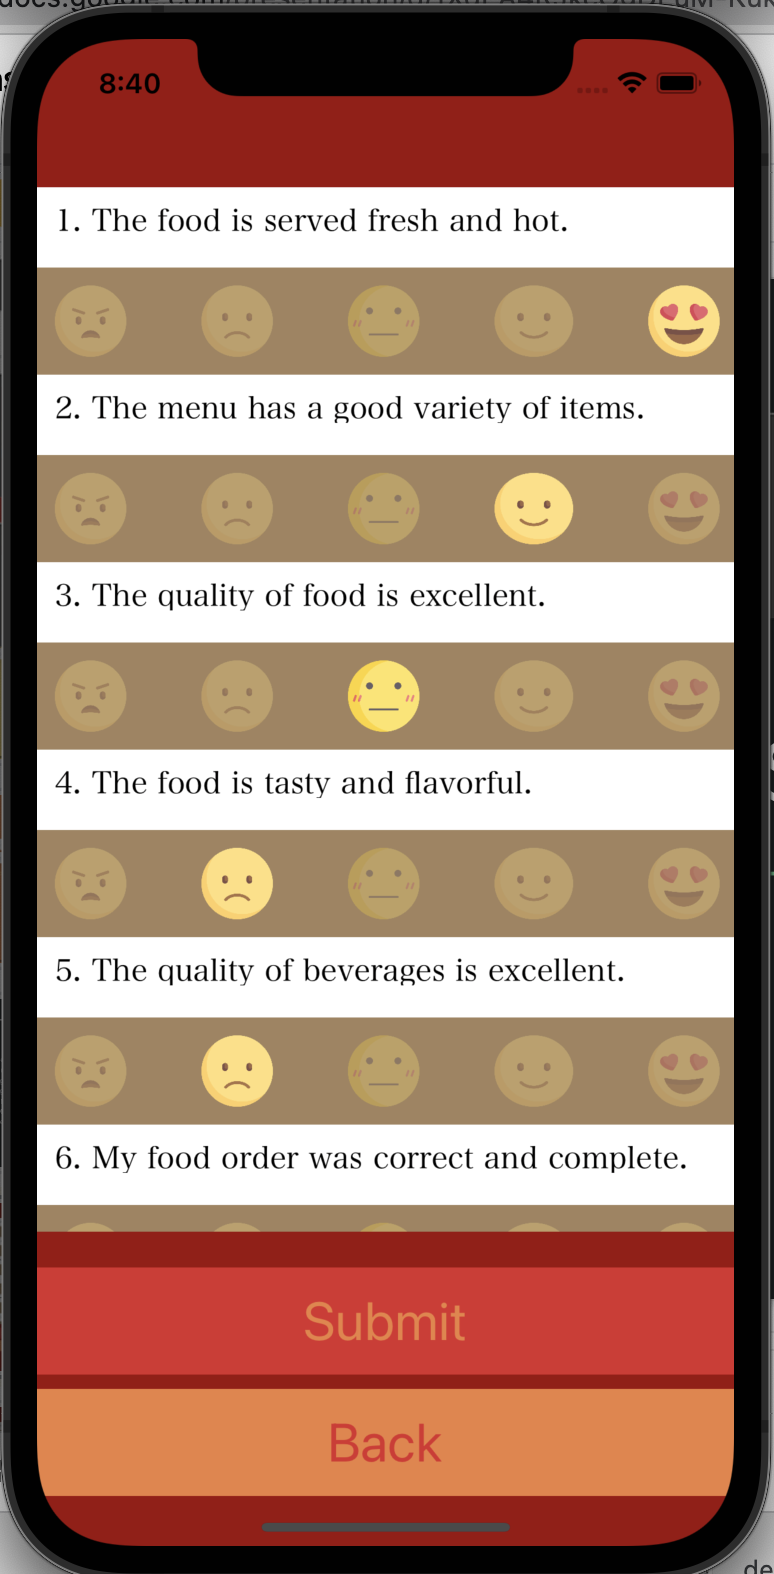 8:40
1. The food is served fresh and hot.
2. The menu has a good variety of items.
3. The quality of food is excellent.
4. The food is tasty and flavorful.
5. The quality of beverages is excellent.
6. My food order was correct and complete.
Submit
Back
de